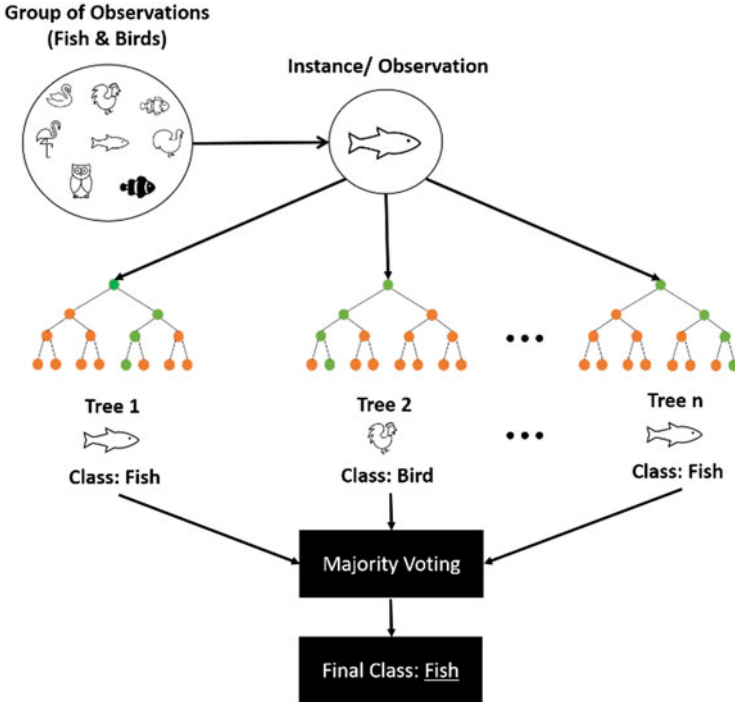 Group of Observations
(Fish & Birds)
Instance/ Observation
Tree 1
Tree 2
Tree n
Class: Fish
Class: Bird
Class: Fish
Majority Voting
Final Class: Fish